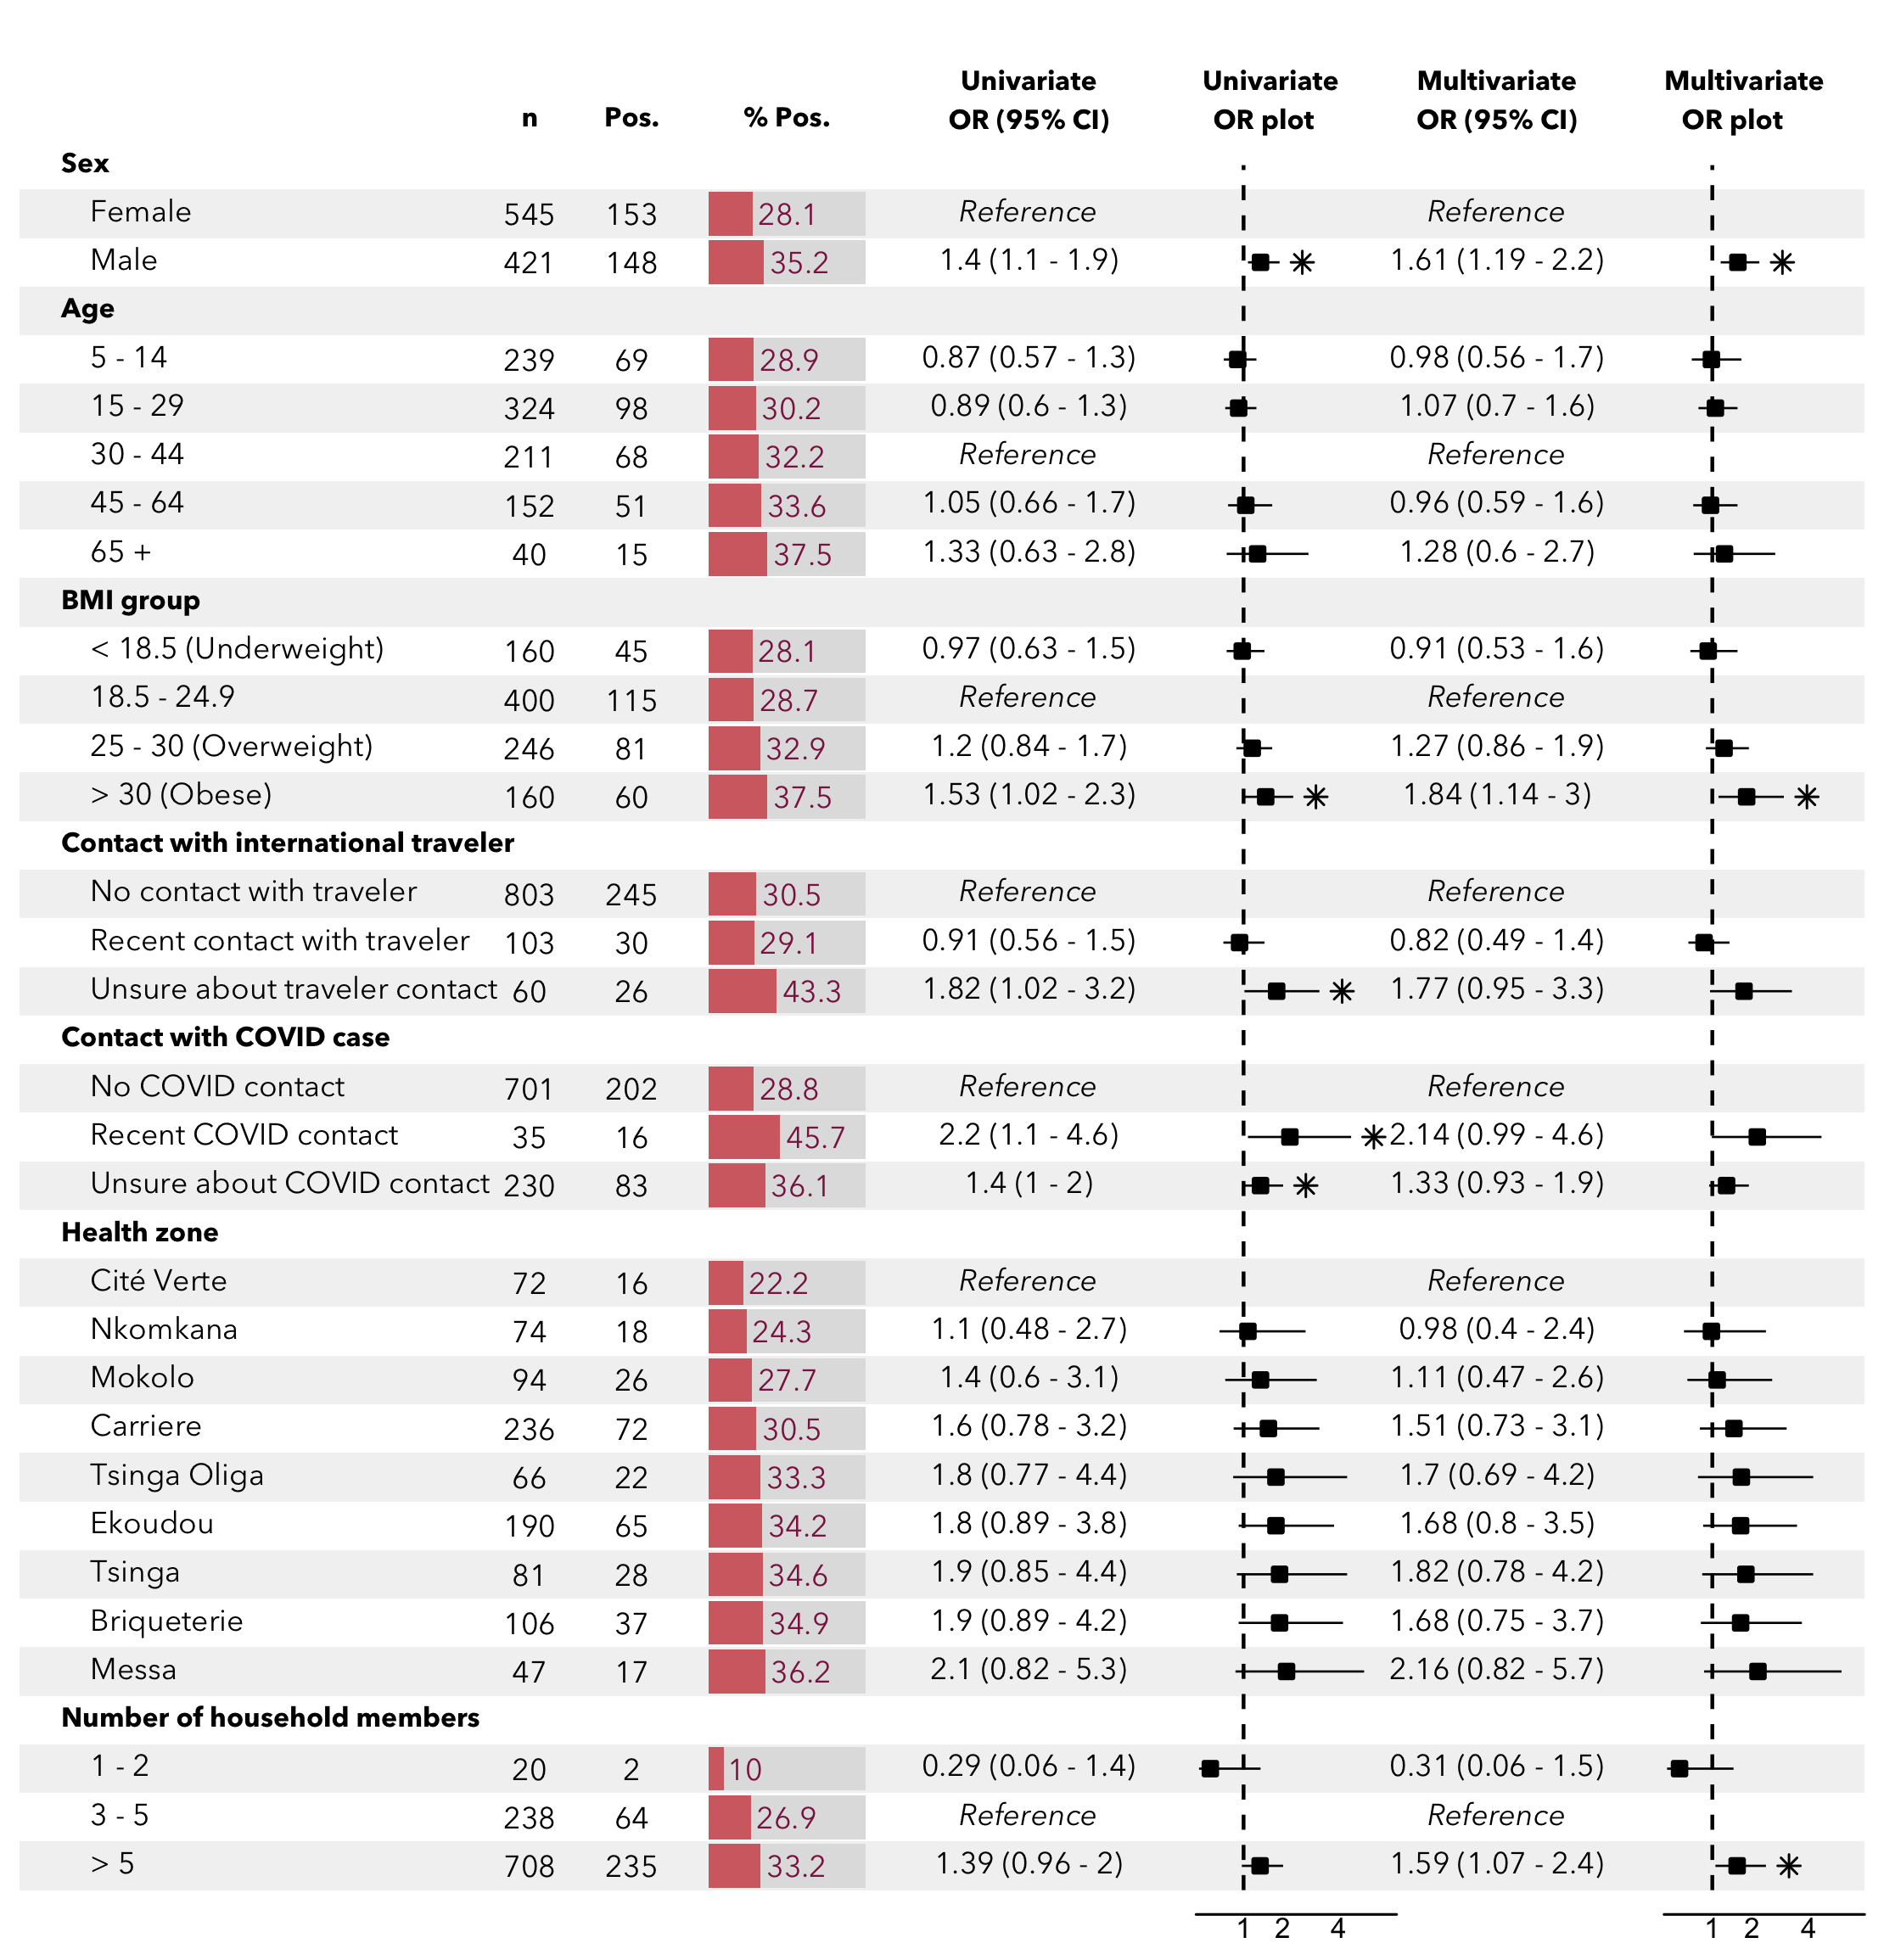 Univariate Univariate Multivariate Multivariate
n Pos. % Pos. OR (95% CI) OR plot OR (95% CI) OR plot
Sex
Female 545 153 28.1 Reference Reference
Male 421 148 35.2 1.4 (1.1 - 1.9) * 1.61 (1.19 - 2.2) *
Age
5 - 14 239 69 28.9 0.87 (0.57 - 1.3) 0.98 (0.56 - 1.7)
15 - 29 324 98 30.2 0.89 (0.6 - 1.3) 1.07 (0.7 - 1.6)
30 - 44 211 68 32.2 Reference Reference
45 - 64 152 51 33.6 1.05 (0.66 - 1.7) 0.96 (0.59 - 1.6)
65 + 40 15 37.5 1.33 (0.63 - 2.8) 1.28 (0.6 - 2.7)
BMI group
< 18.5 (Underweight) 160 45 28.1 0.97 (0.63 - 1.5) 0.91 (0.53 - 1.6)
18.5 - 24.9 400 115 28.7 Reference Reference
25 - 30 (Overweight) 246 81 32.9 1.2 (0.84 - 1.7) 1.27 (0.86 - 1.9)
> 30 (Obese) 160 60 37.5 1.53 (1.02 - 2.3) * 1.84 (1.14 - 3) *
Contact with international traveler
No contact with traveler 803 245 30.5 Reference Reference
Recent contact with traveler 103 30 29.1 0.91 (0.56 - 1.5) 0.82 (0.49 - 1.4)
Unsure about traveler contact 60 26 43.3 1.82 (1.02 - 3.2) * 1.77 (0.95 - 3.3)
Contact with COVID case
No COVID contact 701 202 28.8 Reference Reference
Recent COVID contact 35 16 45.7 2.2 (1.1 - 4.6) * 2.14 (0.99 - 4.6)
Unsure about COVID contact 230 83 36.1 1.4 (1 - 2) * 1.33 (0.93 - 1.9)
Health zone
Cité Verte 72 16 22.2 Reference Reference
Nkomkana 74 18 24.3 1.1 (0.48 - 2.7) 0.98 (0.4 - 2.4)
Mokolo 94 26 27.7 1.4 (0.6 - 3.1) 1.11 (0.47 - 2.6)
Carriere 236 72 30.5 1.6 (0.78 - 3.2) 1.51 (0.73 - 3.1)
Tsinga Oliga 66 22 33.3 1.8 (0.77 - 4.4) 1.7 (0.69 - 4.2)
Ekoudou 190 65 34.2 1.8 (0.89 - 3.8) 1.68 (0.8 - 3.5)
Tsinga 81 28 34.6 1.9 (0.85 - 4.4) 1.82 (0.78 - 4.2)
Briqueterie 106 37 34.9 1.9 (0.89 - 4.2) 1.68 (0.75 - 3.7)
Messa 47 17 36.2 2.1 (0.82 - 5.3) 2.16 (0.82 - 5.7)
Number of household members
1 - 2 20 2 10 0.29 (0.06 - 1.4) 0.31 (0.06 - 1.5)
3 - 5 238 64 26.9 Reference Reference
> 5 708 235 33.2 1.39 (0.96 - 2) 1.59 (1.07 - 2.4) *
1 2 4 1 2 4